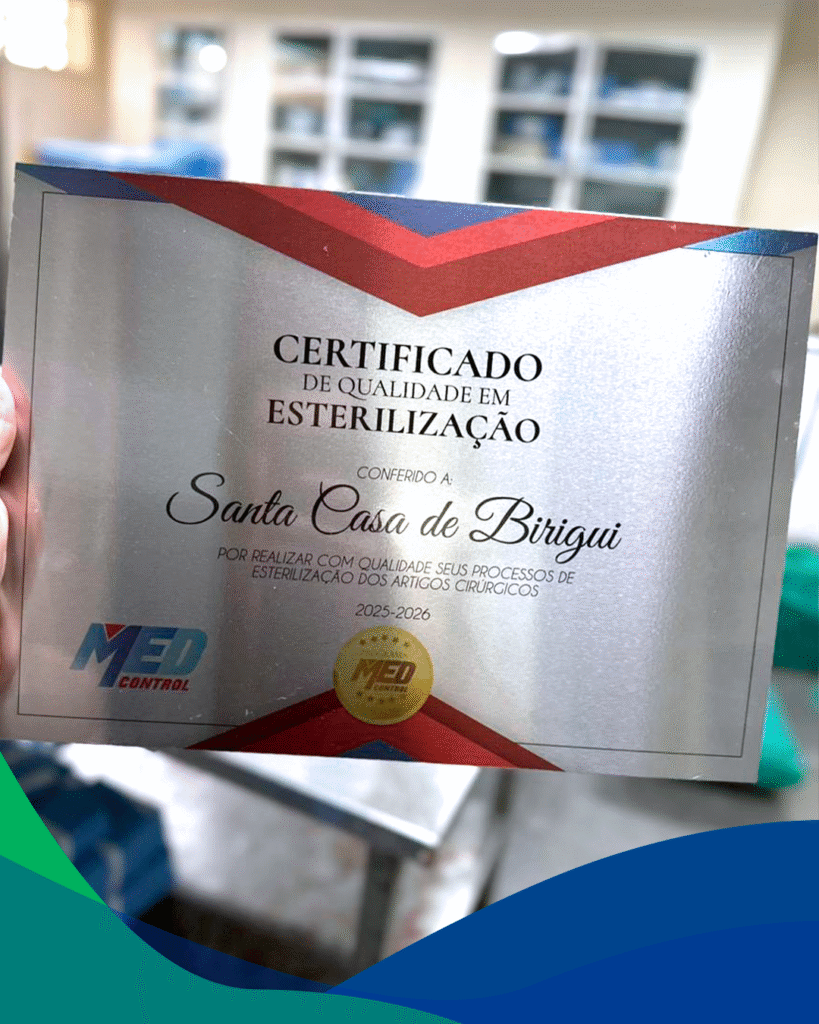 CERTIFICADO
DE QUALIDADE EM
ESTERILIZAÇÃO
CONFERIDO A:
Santa Casa de Birigui
POR REALIZAR COM QUALIDADE SEUS PROCESSOS DE
ESTERILIZAÇÃO DOS ARTIGOS CIRÚRGICOS
2025-2026
MED
CONTROL
MED
CONTROL